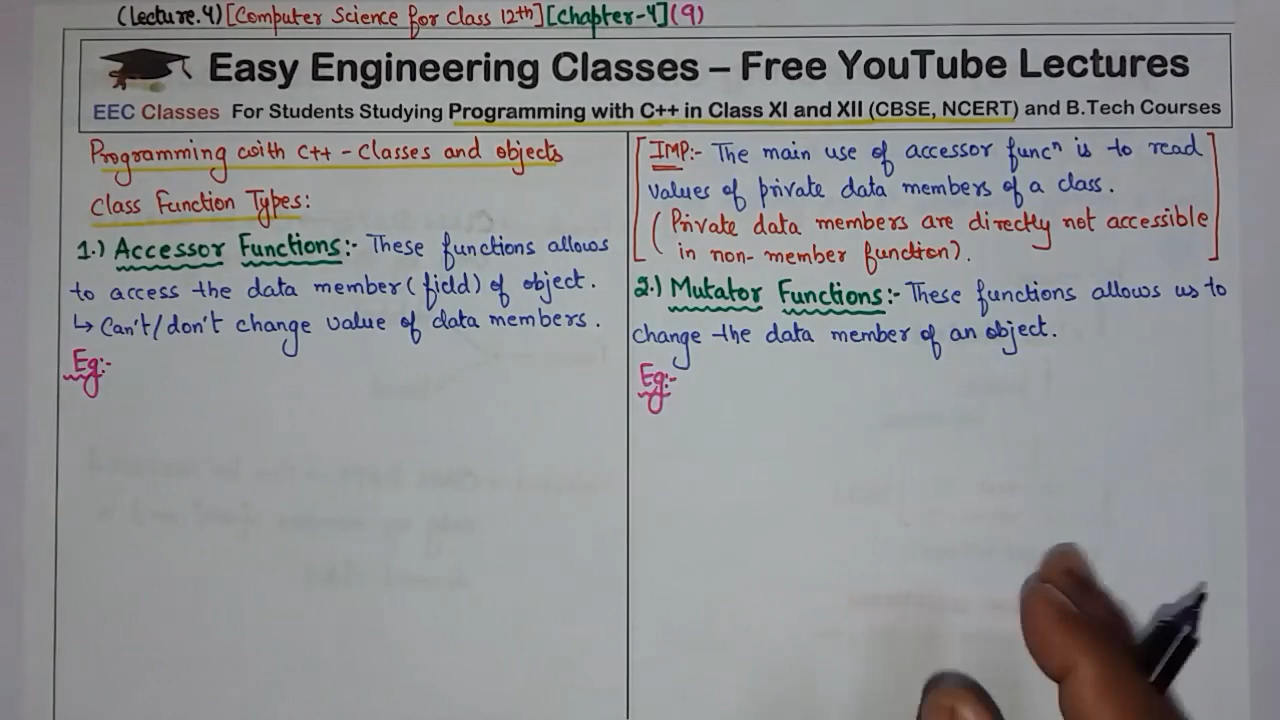 (Lecture.4) [Computer Science for Class 12th] [Chapter-4] (9)
Easy Engineering Classes – Free YouTube Lectures
EEC Classes For Students Studying Programming with C++ in Class XI and XII (CBSE, NCERT) and B.Tech Courses
Programming with C++ - Classes and objects
Class Function Types:
1.) Accessor Functions:- These functions allows
to access the data member (field) of object.
↳ Can't/don't change value of data members.
Eg:-
[IMP:- The main use of accessor funcⁿ is to read
values of private data members of a class.
(Private data members are directly not accessible
in non-member function).]
2.) Mutator Functions:- These functions allows us to
change the data member of an object.
Eg:-